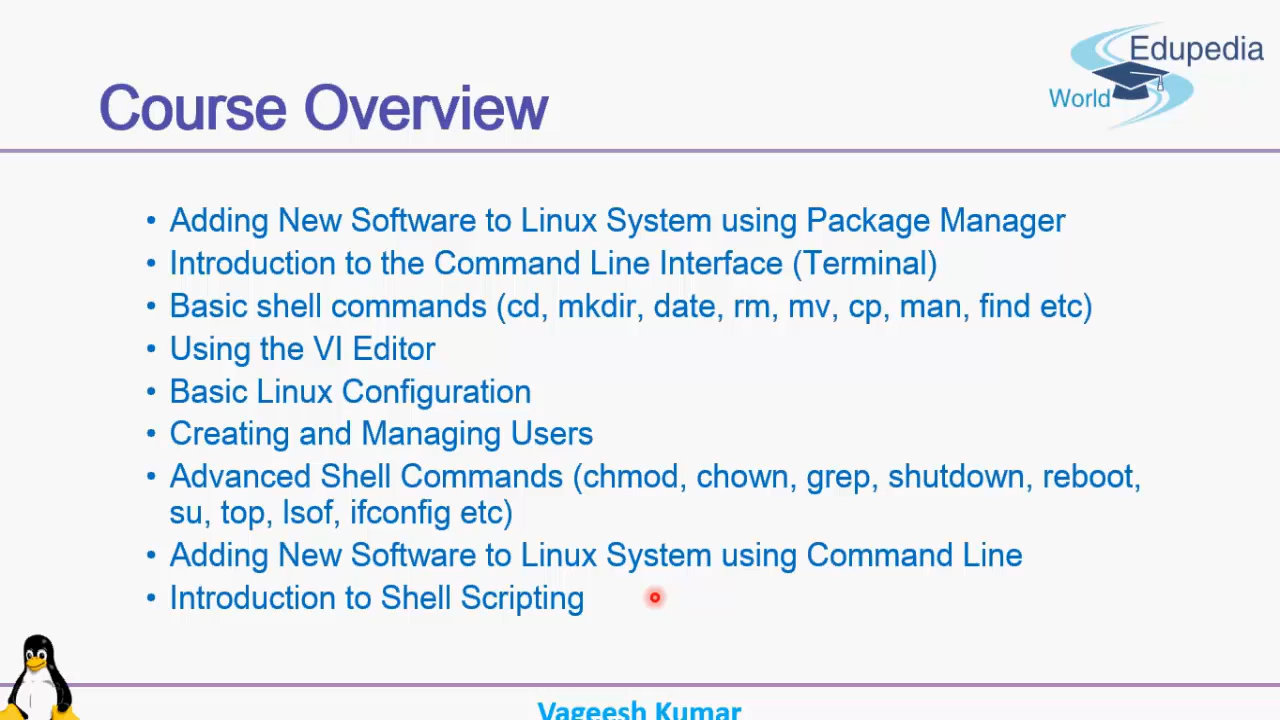 Edupedia
World
Course Overview
• Adding New Software to Linux System using Package Manager
• Introduction to the Command Line Interface (Terminal)
• Basic shell commands (cd, mkdir, date, rm, mv, cp, man, find etc)
• Using the VI Editor
• Basic Linux Configuration
• Creating and Managing Users
• Advanced Shell Commands (chmod, chown, grep, shutdown, reboot,
su, top, lsof, ifconfig etc)
• Adding New Software to Linux System using Command Line
• Introduction to Shell Scripting
Vageesh Kumar